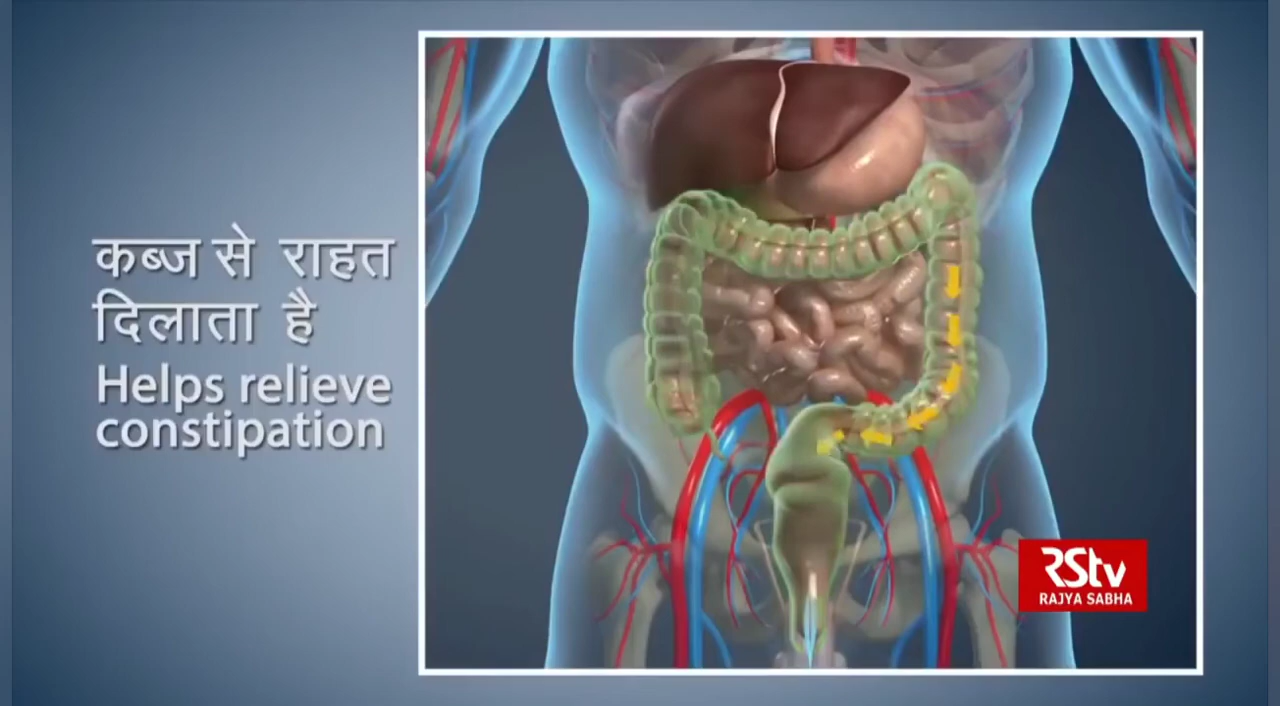 कब्ज से राहत
दिलाता है
Helps relieve
constipation
RStv
RAJYA SABHA